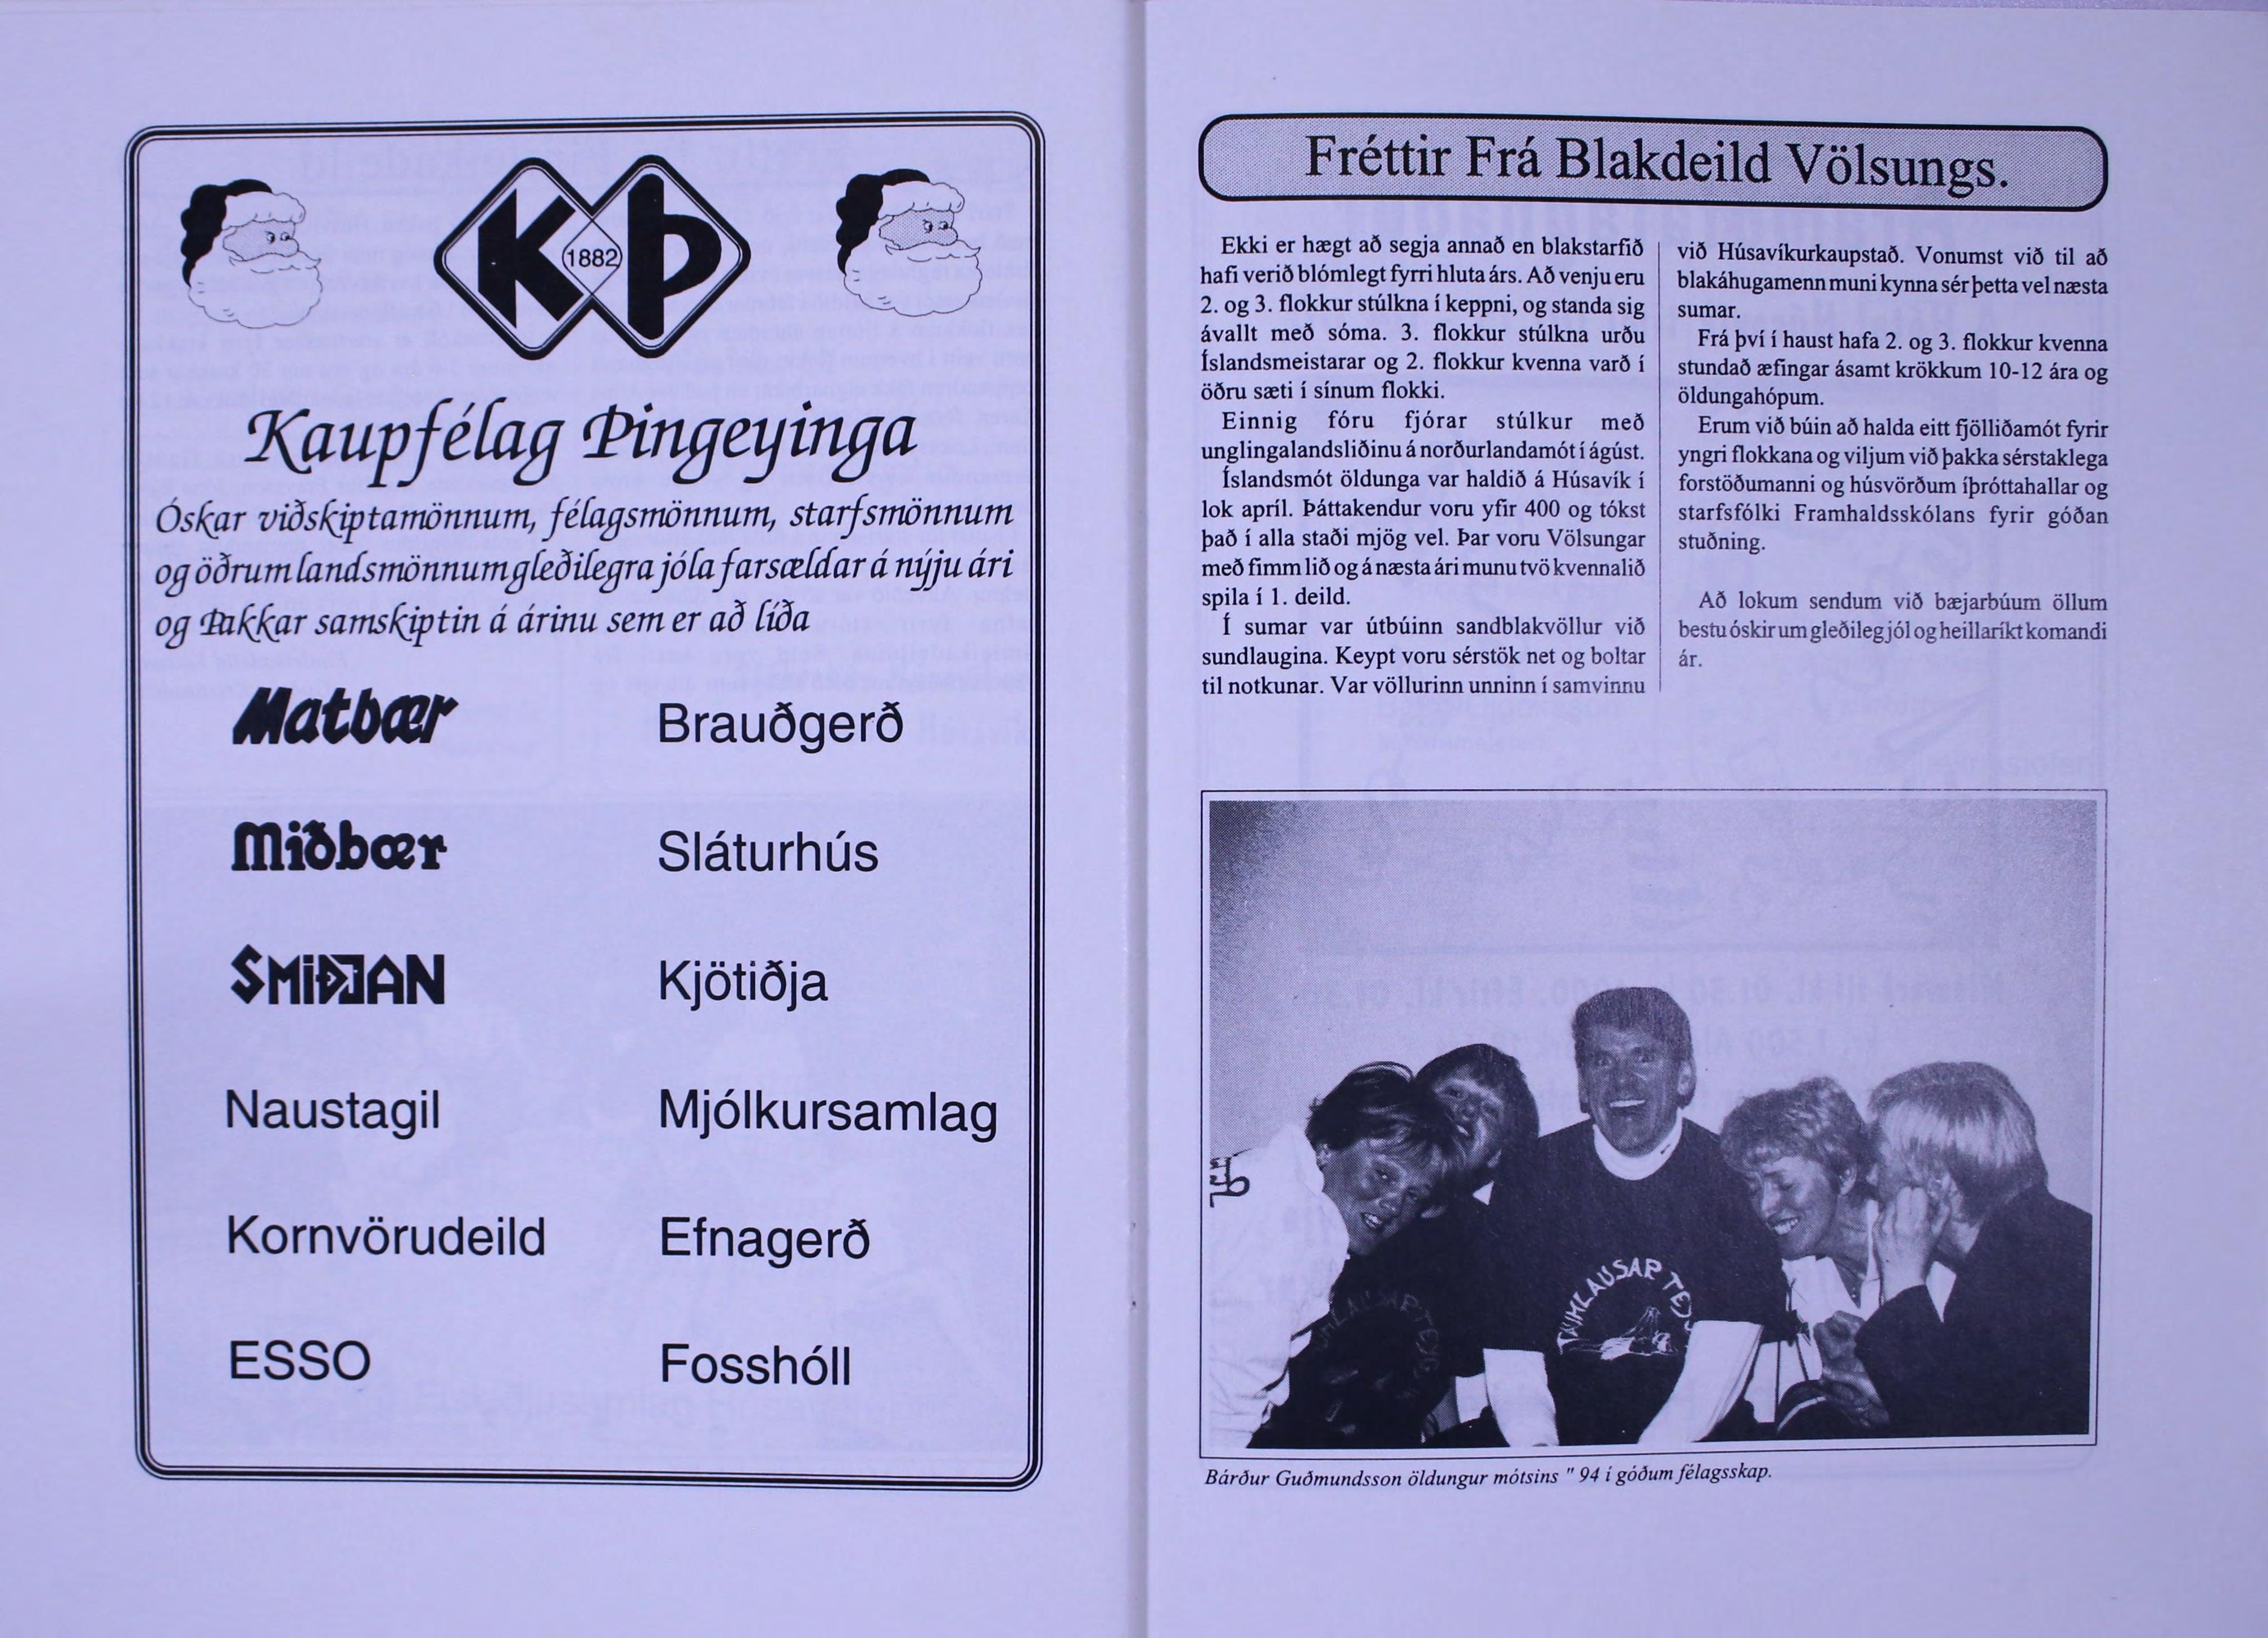 KÞ
1882
Kaupfélag Þingeyinga
Óskar viðskiptamönnum, félagsmönnum, starfsmönnum
og öðrum landsmönnum gleðilegra jóla farsældar á nýju ári
og Þakkar samskiptin á árinu sem er að líða
Matbær
Brauðgerð
Miðbær
Sláturhús
SMIÐJAN
Kjötiðja
Naustagil
Mjólkursamlag
Kornvörudeild
Efnagerð
ESSO
Fosshóll
Fréttir Frá Blakdeild Völsungs.
Ekki er hægt að segja annað en blakstarfið
hafi verið blómlegt fyrri hluta árs. Að venju eru
2. og 3. flokkur stúlkna í keppni, og standa sig
ávallt með sóma. 3. flokkur stúlkna urðu
Íslandsmeistarar og 2. flokkur kvenna varð í
öðru sæti í sínum flokki.
Einnig fóru fjórar stúlkur með
unglingalandsliðinu á norðurlandamót í ágúst.
Íslandsmót öldunga var haldið á Húsavík í
lok apríl. Þáttakendur voru yfir 400 og tókst
það í alla staði mjög vel. Þar voru Völsungar
með fimm lið og á næsta ári munu tvö kvennalið
spila í 1. deild.
Í sumar var útbúinn sandblakvöllur við
sundlaugina. Keypt voru sérstök net og boltar
til notkunar. Var völlurinn unninn í samvinnu
við Húsavíkurkaupstað. Vonumst við til að
blakáhugamenn muni kynna sér þetta vel næsta
sumar.
Frá því í haust hafa 2. og 3. flokkur kvenna
stundað æfingar ásamt krökkum 10-12 ára og
öldungahópum.
Erum við búin að halda eitt fjölliðamót fyrir
yngri flokkana og viljum við þakka sérstaklega
forstöðumanni og húsvörðum íþróttahallar og
starfsfólki Framhaldsskólans fyrir góðan
stuðning.
Að lokum sendum við bæjarbúum öllum
bestu óskir um gleðileg jól og heillaríkt komandi
ár.
TAUMLAUSAR TEJ
Bárður Guðmundsson öldungur mótsins " 94 í góðum félagsskap.